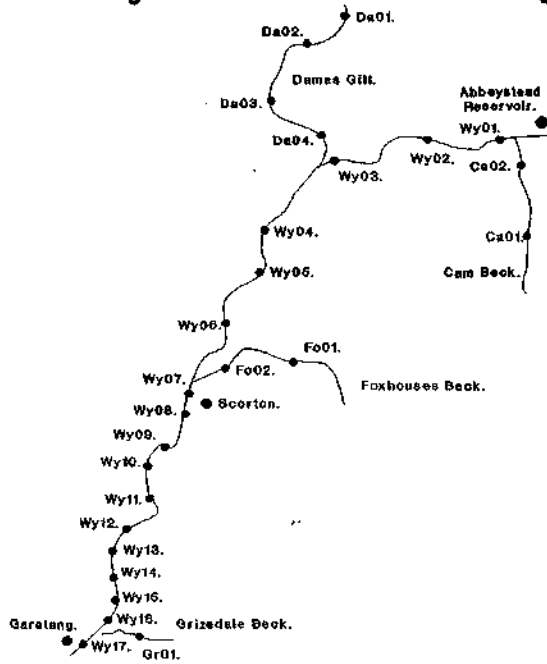 Da01.
Da02.
Dames Gill.
Da03.
Abbeystead
Reservoir.
Da04.
Wy01.
Wy02.
Wy03.
Ca02.
Wy04.
Ca01.
Wy05.
Cam Beck.
Wy06.
Fo01.
Fo02.
Wy07.
Foxhouses Beck.
Scorton.
Wy08.
Wy09.
Wy10.
Wy11.
Wy12.
Wy13.
Wy14.
Wy15.
Wy16.
Garstang.
Grizedale Beck.
Wy17.
Gr01.